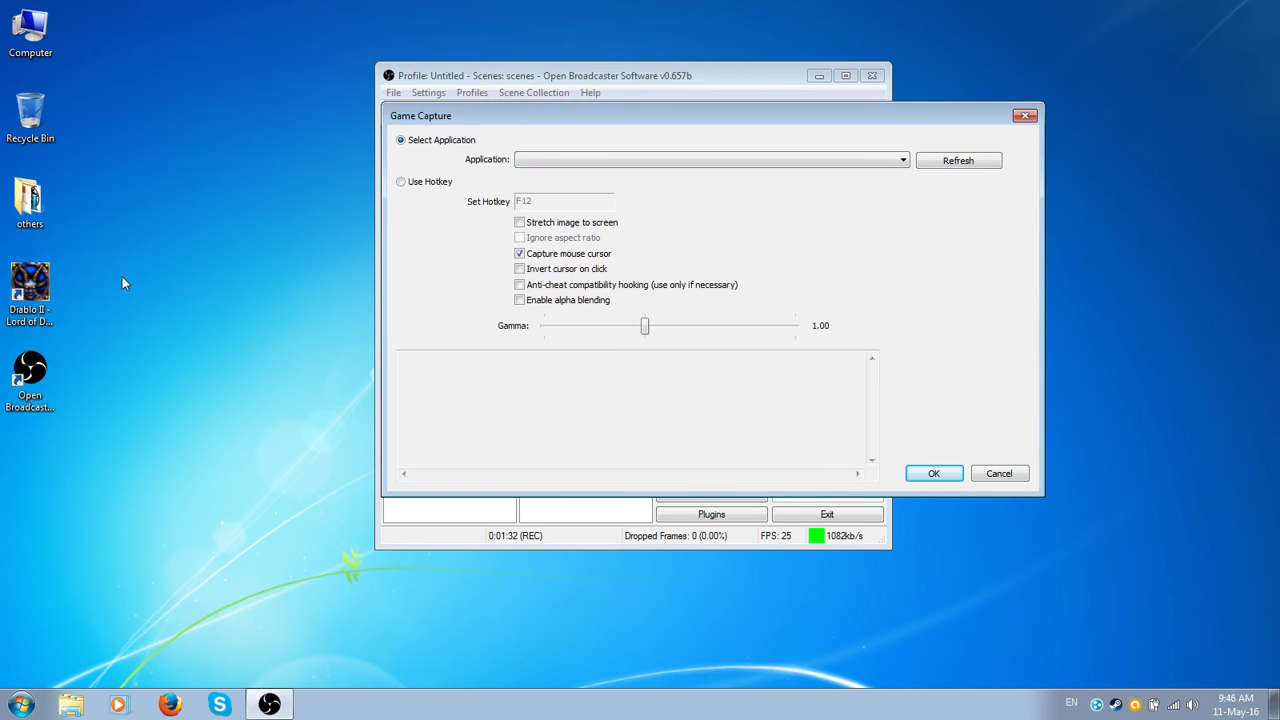 Computer
Recycle Bin
others
Diablo II -
Lord of D...
Open
Broadcast...
Profile: Untitled - Scenes: scenes - Open Broadcaster Software v0.657b
File Settings Profiles Scene Collection Help
Game Capture
Select Application
Application:
Refresh
Use Hotkey
Set Hotkey F12
Stretch image to screen
Ignore aspect ratio
Capture mouse cursor
Invert cursor on click
Anti-cheat compatibility hooking (use only if necessary)
Enable alpha blending
Gamma: 1.00
OK Cancel
Plugins Exit
0:01:32 (REC) Dropped Frames: 0 (0.00%) FPS: 25 1082kb/s
EN
9:46 AM
11-May-16